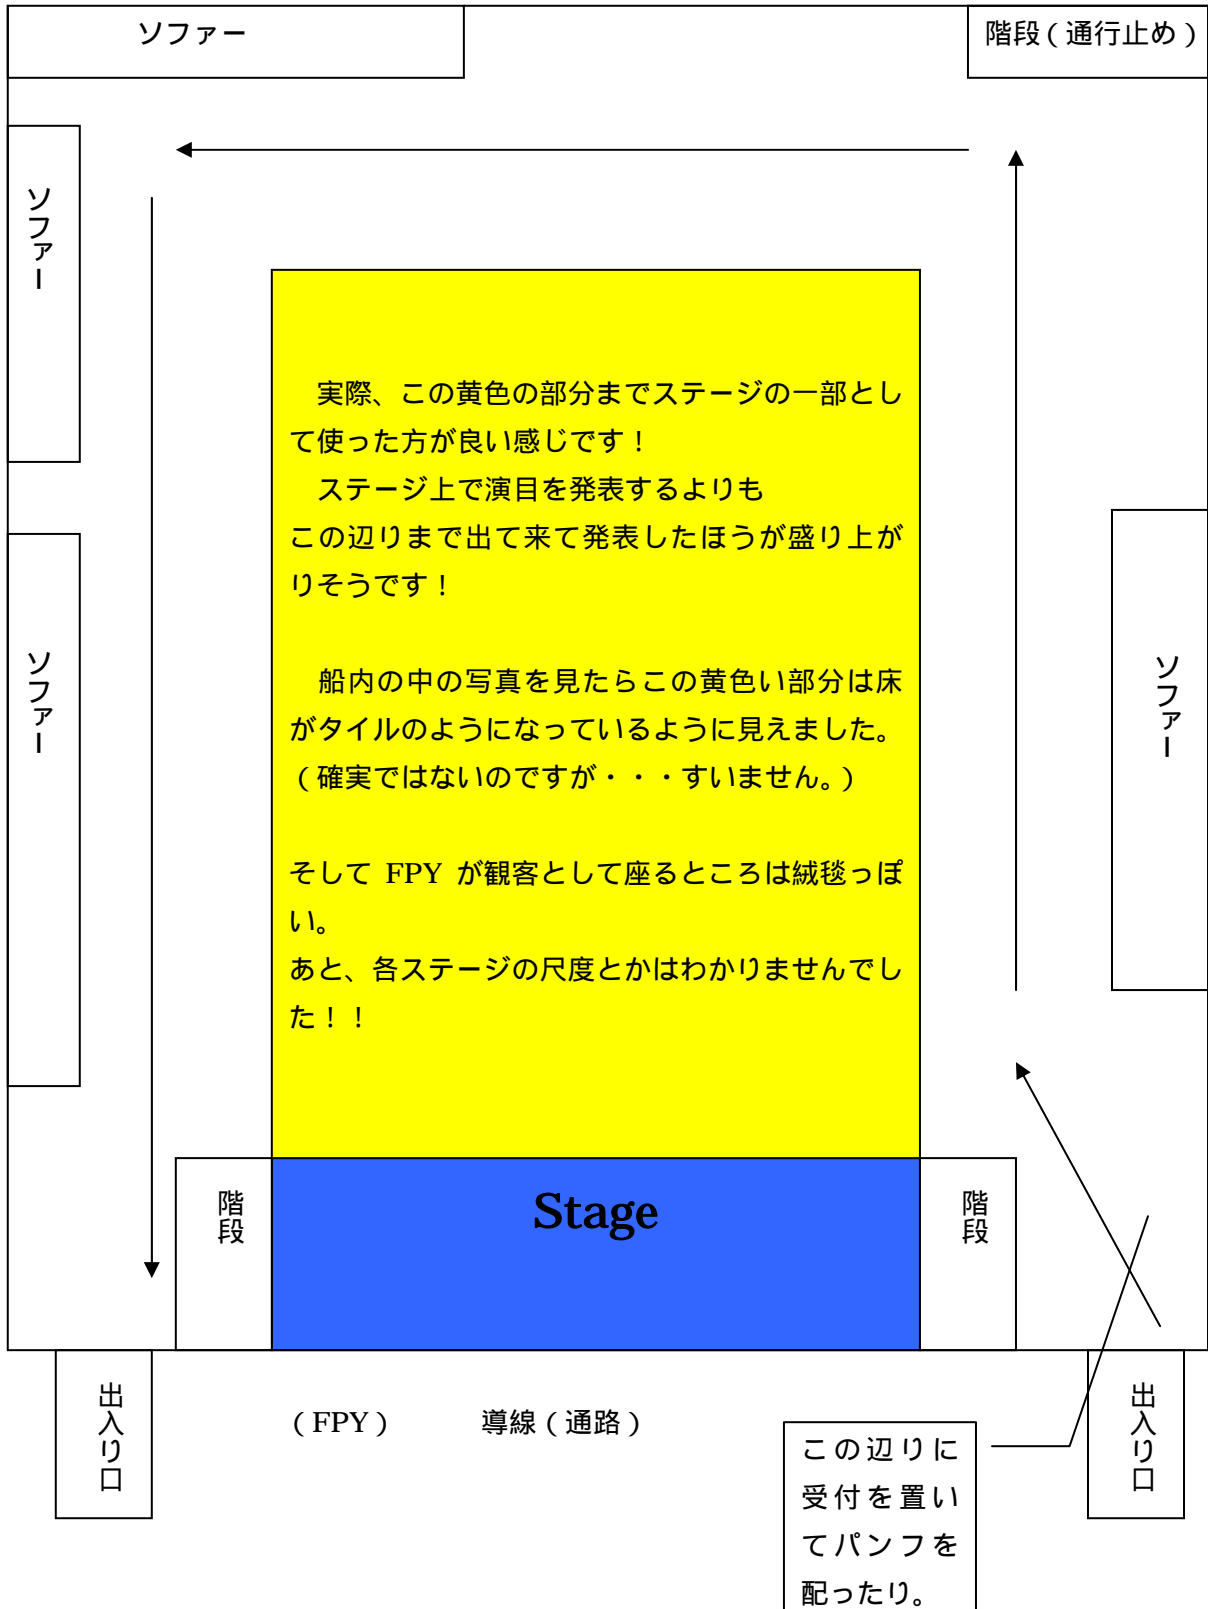 ソファー
階段(通行止め)
ソファー
実際、この黄色の部分までステージの一部とし
て使った方が良い感じです!
ステージ上で演目を発表するよりも
この辺りまで出て来て発表したほうが盛り上が
りそうです!
船内の中の写真を見たらこの黄色い部分は床
がタイルのようになっているように見えました。
(確実ではないのですが・・・すいません。)
そして FPY が観客として座るところは絨毯っぽ
い。
あと、各ステージの尺度とかはわかりませんでし
た!!
ソファー
ソファー
階段
Stage
階段
出入り口
(FPY) 導線(通路)
この辺りに
受付を置い
てパンフを
配ったり。
出入り口